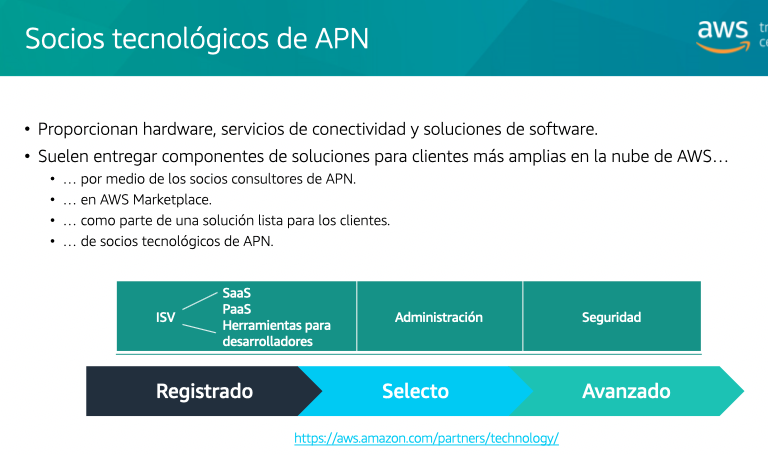 Socios tecnológicos de APN
aws
• Proporcionan hardware, servicios de conectividad y soluciones de software.
• Suelen entregar componentes de soluciones para clientes más amplias en la nube de AWS…
• … por medio de los socios consultores de APN.
• … en AWS Marketplace.
• … como parte de una solución lista para los clientes.
• … de socios tecnológicos de APN.
ISV
SaaS
PaaS
Herramientas para
desarrolladores
Administración
Seguridad
Registrado
Selecto
Avanzado
https://aws.amazon.com/partners/technology/